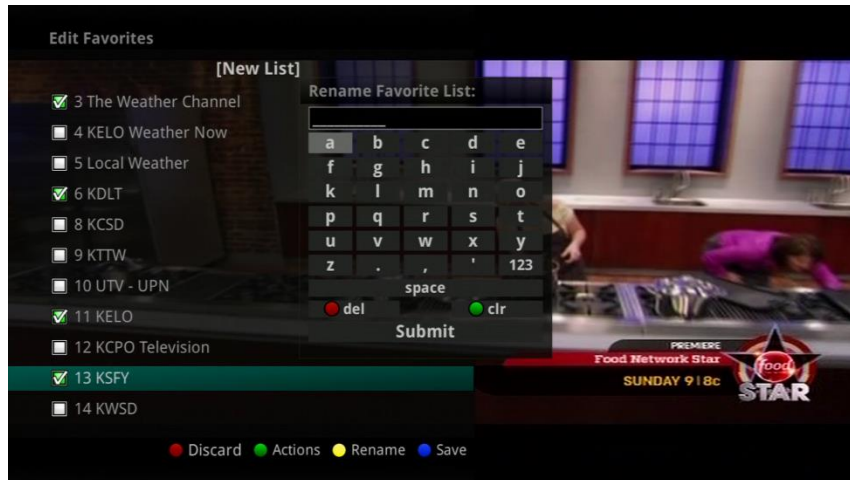 Edit Favorites
[New List]
3 The Weather Channel
4 KELO Weather Now
5 Local Weather
6 KDLT
8 KCSD
9 KTTW
10 UTV - UPN
11 KELO
12 KCPO Television
13 KSFY
14 KWSD
Rename Favorite List:
a b c d e
f g h i j
k l m n o
p q r s t
u v w x y
z . , ' 123
space
del clr
Submit
PREMIERE
Food Network Star
SUNDAY 9|8c
food
STAR
Discard Actions Rename Save